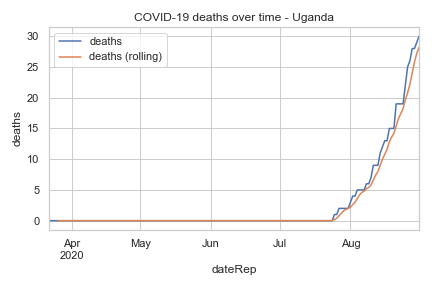 COVID-19 deaths over time - Uganda
deaths
deaths (rolling)
30
25
20
15
10
5
0
deaths
Apr
2020
May
Jun
Jul
Aug
dateRep